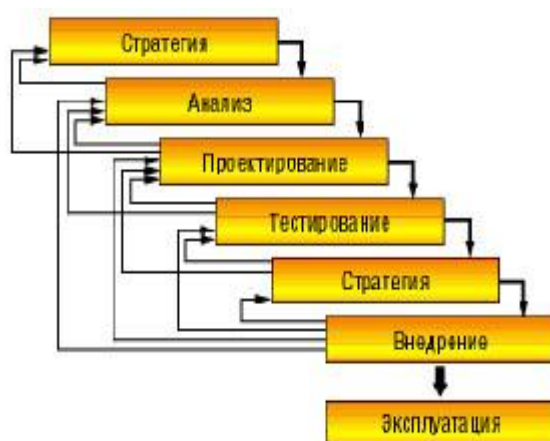 Стратегия
Анализ
Проектирование
Тестирование
Стратегия
Внедрение
Эксплуатация